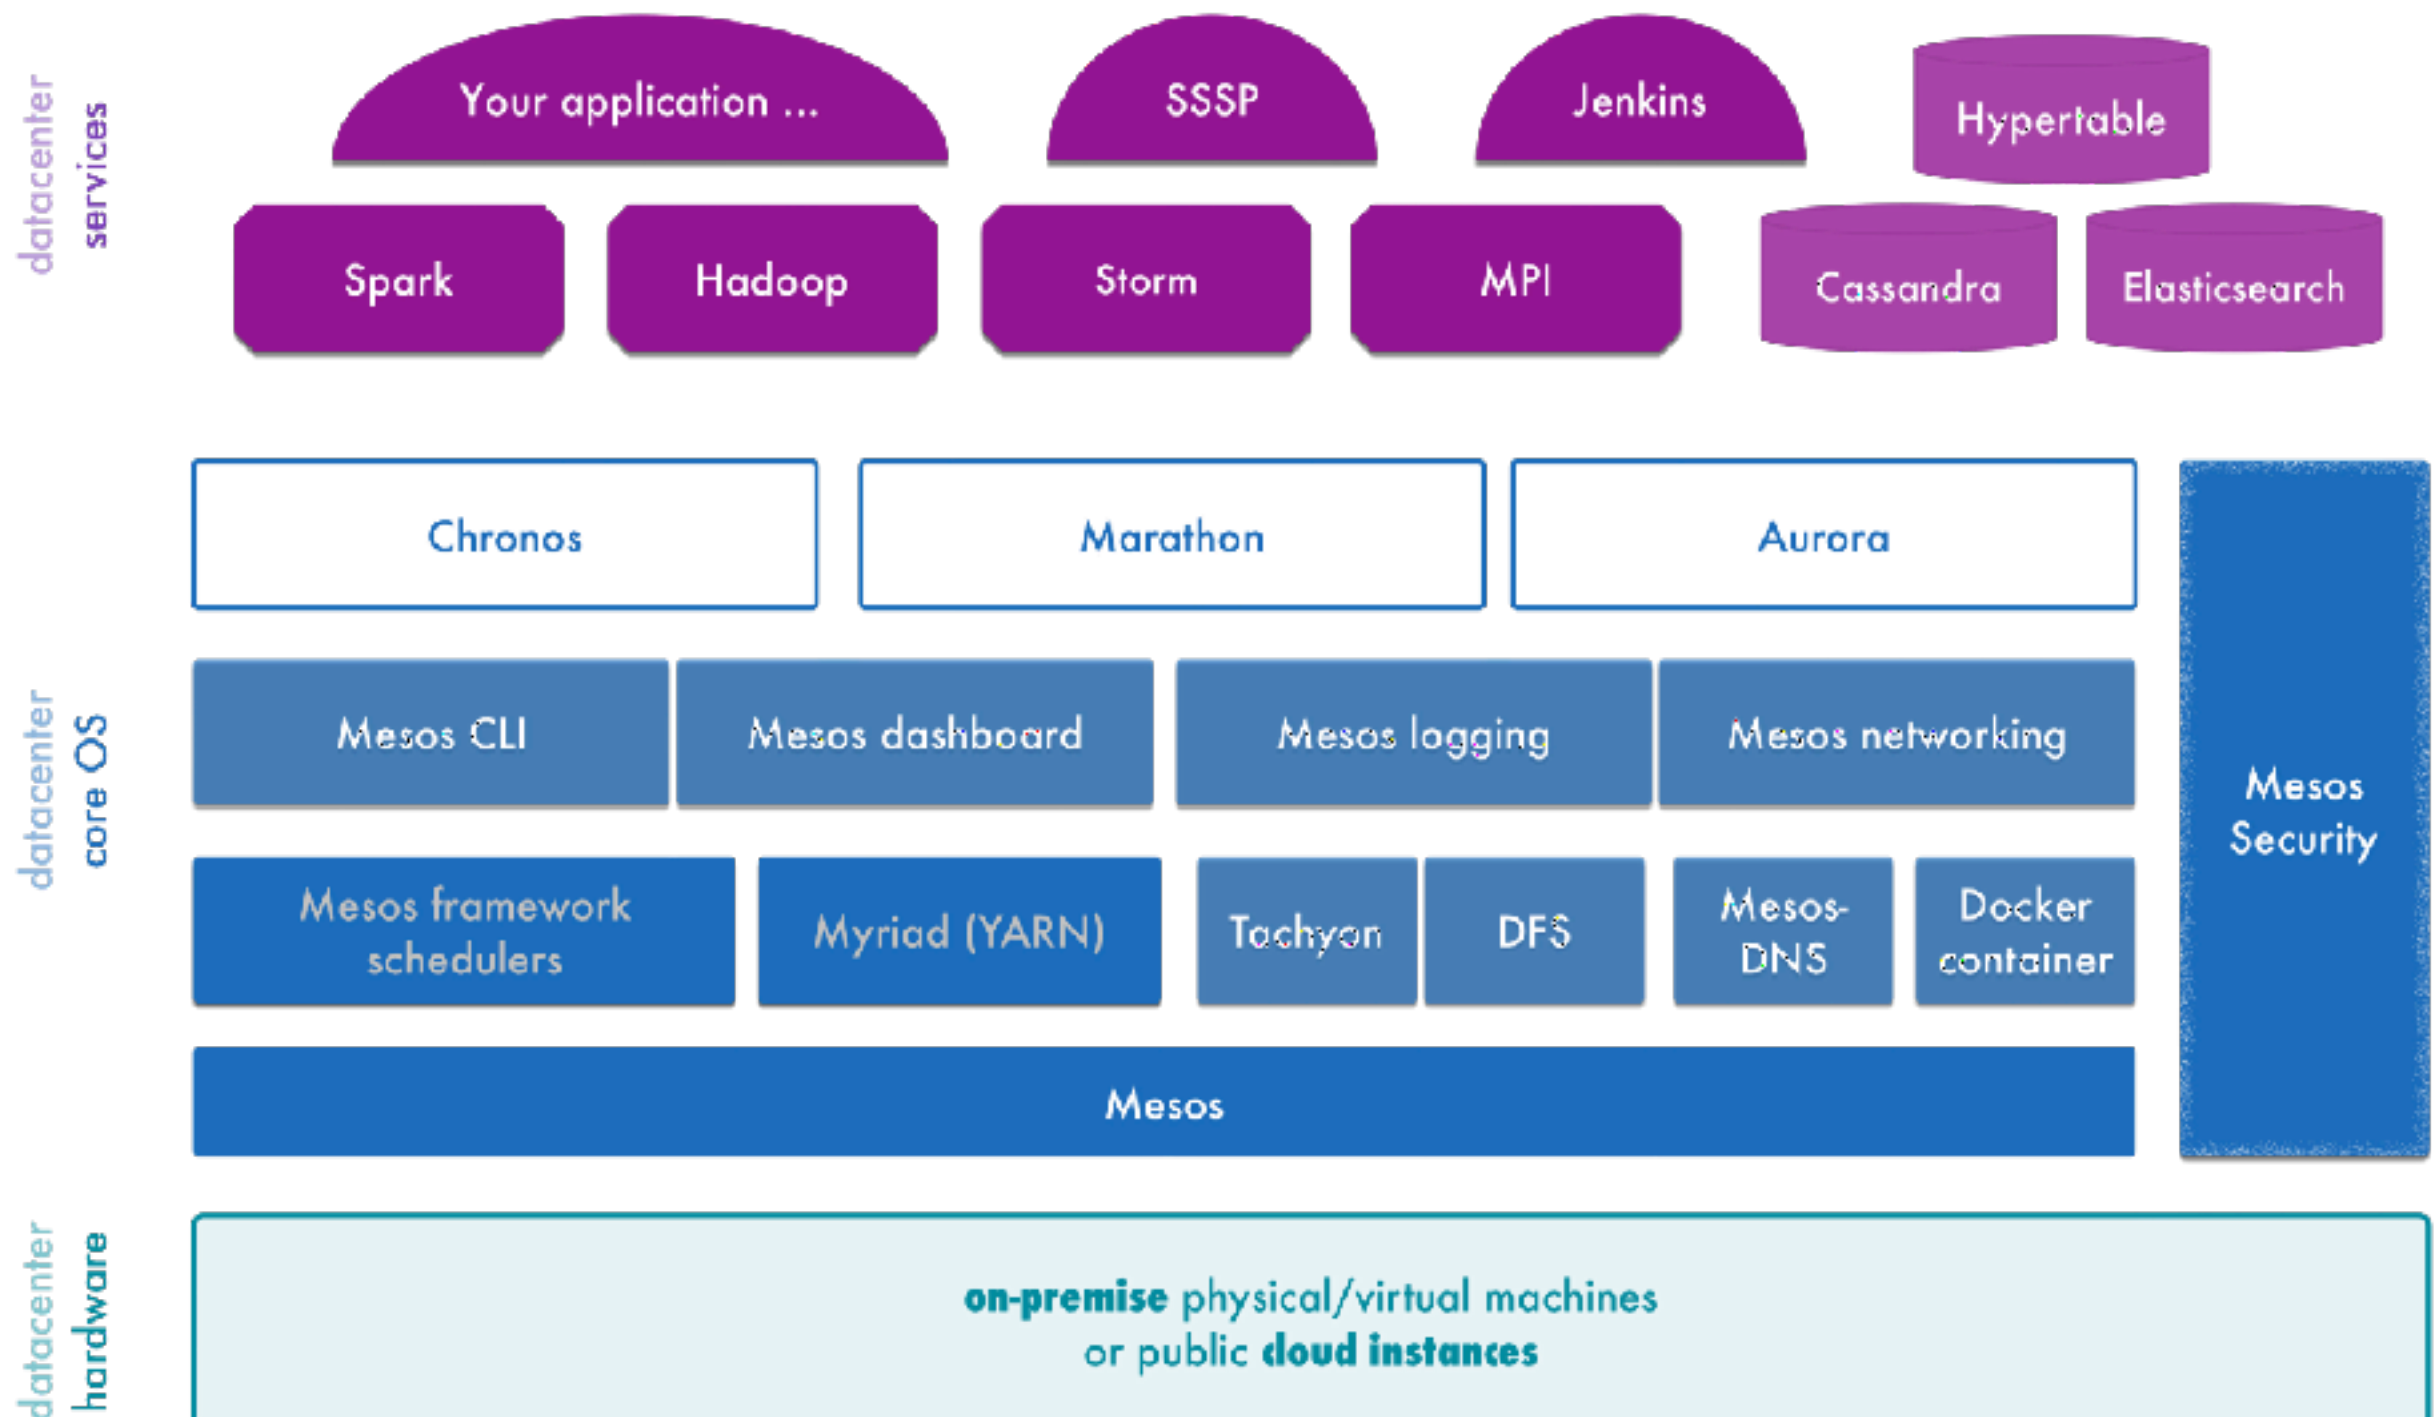 datacenter
services
Your application ...
SSSP
Jenkins
Hypertable
Spark
Hadoop
Storm
MPI
Cassandra
Elasticsearch
datacenter
core OS
Chronos
Marathon
Aurora
Mesos CLI
Mesos dashboard
Mesos logging
Mesos networking
Mesos
Security
Mesos framework
schedulers
Myriad (YARN)
Tachyon
DFS
Mesos-
DNS
Docker
container
Mesos
datacenter
hardware
on-premise physical/virtual machines
or public cloud instances